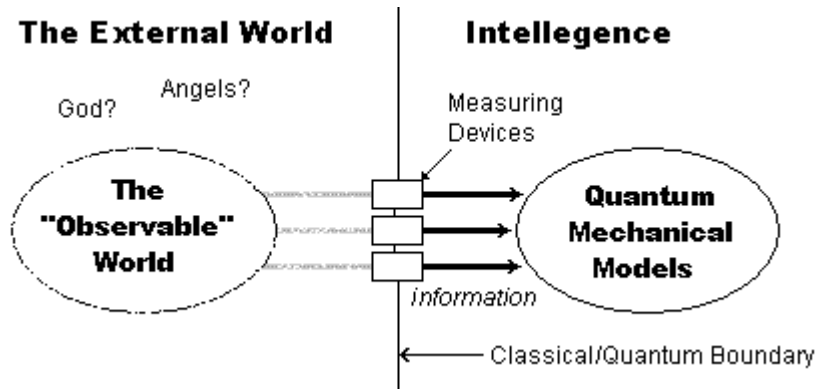 The External World
Intellegence
God?
Angels?
Measuring
Devices
The
"Observable"
World
Quantum
Mechanical
Models
information
Classical/Quantum Boundary